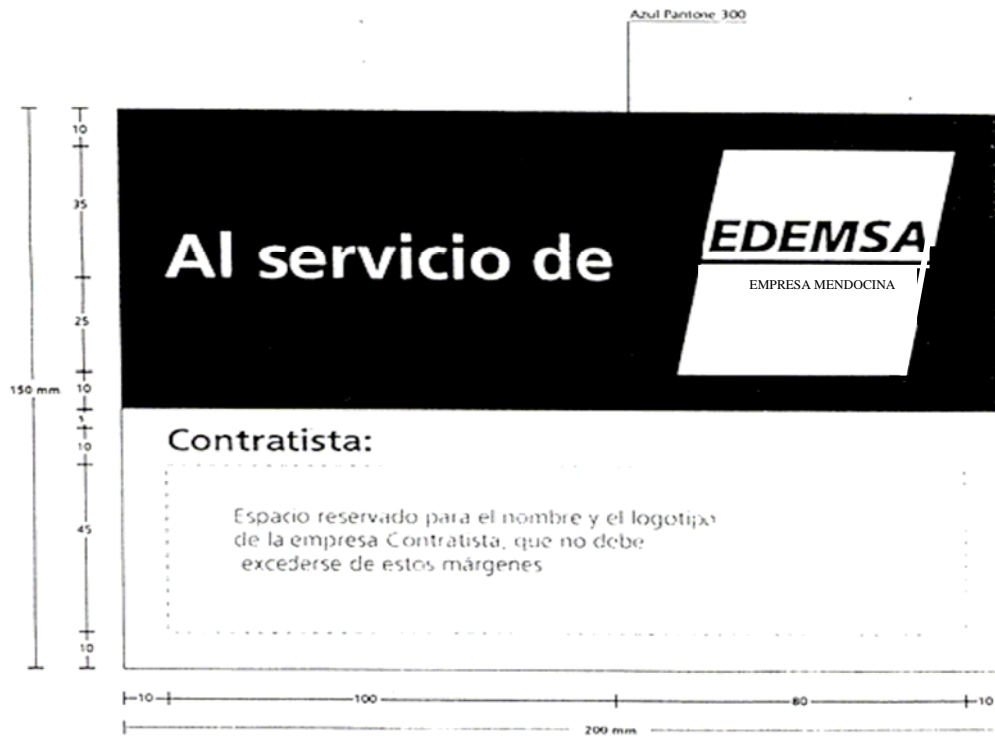 Azul Pantone 300
10
35
Al servicio de
EDEMSA
EMPRESA MENDOCINA
25
150 mm
10
5
10
Contratista:
45
Espacio reservado para el nombre y el logotipo
de la empresa Contratista, que no debe
excederse de estos márgenes
10
10
100
80
10
200 mm